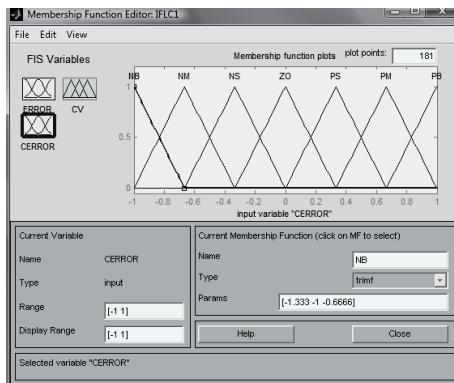 Membership Function Editor: IFLC1
File Edit View
FIS Variables
ERROR
CV
CERROR
Membership function plots
plot points:
181
NB NM NS ZO PS PM PB
1
0.5
0
-1 -0.8 -0.6 -0.4 -0.2 0 0.2 0.4 0.6 0.8 1
input variable "CERROR"
Current Variable
Name CERROR
Type input
Range [-1 1]
Display Range [-1 1]
Current Membership Function (click on MF to select)
Name NB
Type trimf
Params [-1.333 -1 -0.6666]
Help Close
Selected variable "CERROR"